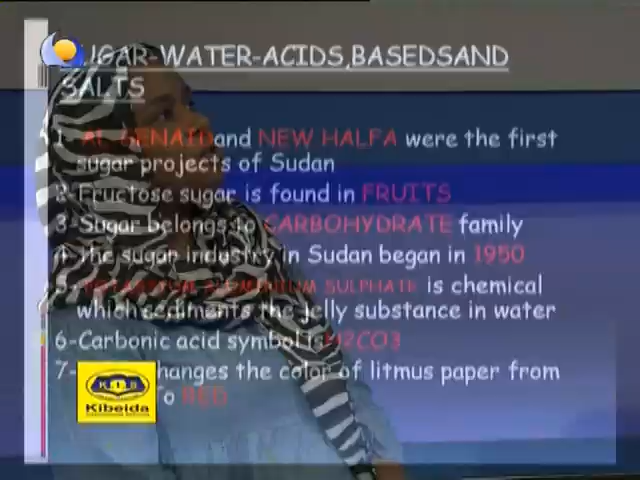 SUGAR-WATER-ACIDS,BASEDSAND
SALTS
1- AL GENAID and NEW HALFA were the first
sugar projects of Sudan
2-Fructose sugar is found in FRUITS
3-Sugar belongs to CARBOHYDRATE family
4-The sugar industry in Sudan began in 1950
5-POTASSIUM ALUMINIUM SULPHATE is chemical
which sediments the jelly substance in water
6-Carbonic acid symbol is H2CO3
7- changes the color of litmus paper from
To RED
KIS
Kibeida